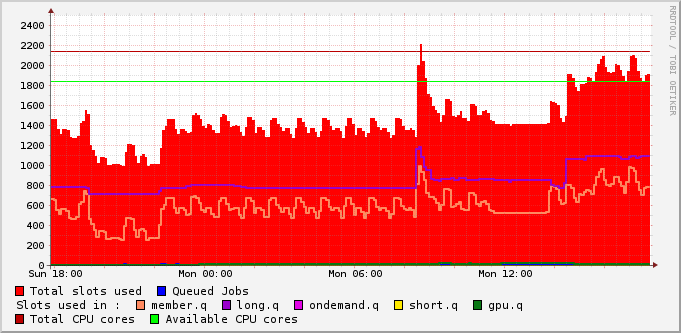 RRDTOOL / TOBI OETIKER
2400
2200
2000
1800
1600
1400
1200
1000
800
600
400
200
0
Sun 18:00 Mon 00:00 Mon 06:00 Mon 12:00
Total slots used Queued Jobs
Slots used in : member.q long.q ondemand.q short.q gpu.q
Total CPU cores Available CPU cores